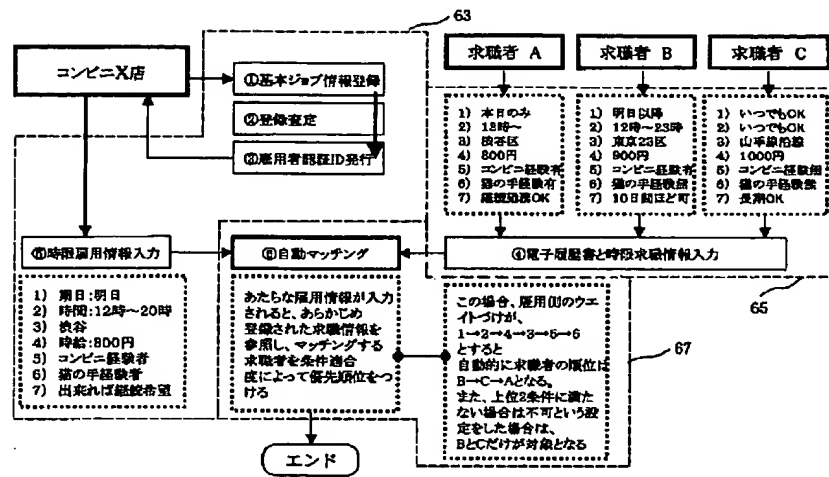 63
コンビニX店
①基本ジョブ情報登録
②登録査定
③雇用者認証ID発行
求職者 A
求職者 B
求職者 C
1) 本日のみ
2) 18時～
3) 渋谷区
4) 800円
5) コンビニ経験有
6) 猫の手経験有
7) 継続勤務OK
1) 明日以降
2) 12時～23時
3) 東京23区
4) 900円
5) コンビニ経験有
6) 猫の手経験無
7) 10日間ほど可
1) いつでもOK
2) いつでもOK
3) 山手線沿線
4) 1000円
5) コンビニ経験無
6) 猫の手経験無
7) 長期OK
⑤時限雇用情報入力
⑥自動マッチング
④電子履歴書と時限求職情報入力
65
1) 期日：明日
2) 時間：12時～20時
3) 渋谷
4) 時給：800円
5) コンビニ経験者
6) 猫の手経験者
7) 出来れば継続希望
あたらな雇用情報が入力
されると、あらかじめ
登録された求職情報を
参照し、マッチングする
求職者を条件適合
度によって優先順位をつ
ける
この場合、雇用側のウエ
イトづけが、
1→2→4→3→5→6
とすると
自動的に求職者の順位は
B→C→Aとなる。
また、上位2条件に満た
ない場合は不可という設
定をした場合は、
BとCだけが対象となる
67
エンド